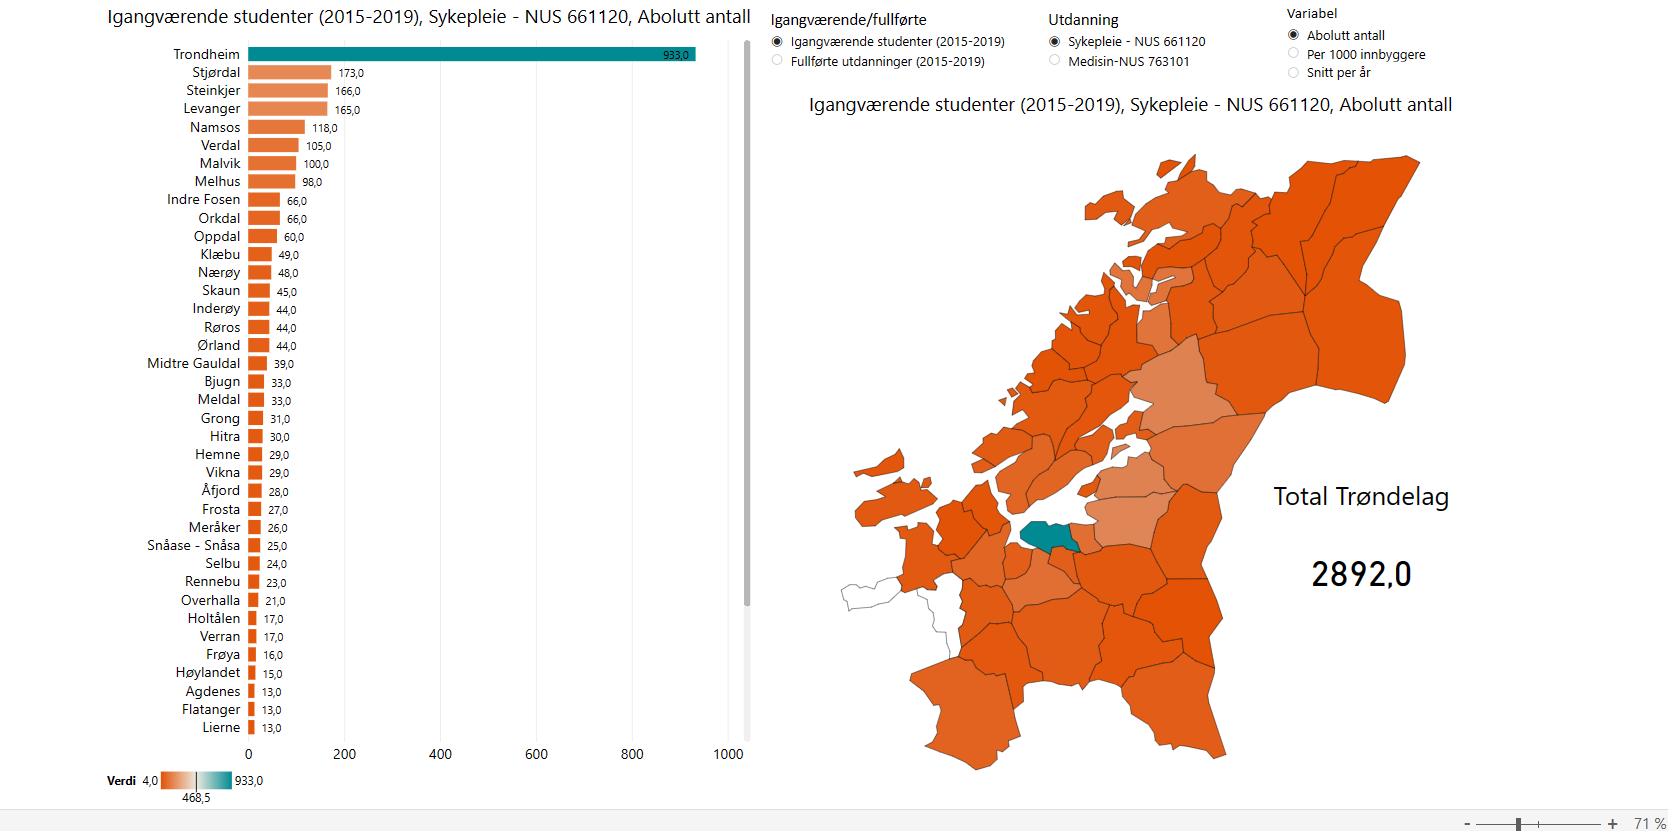 Igangværende studenter (2015-2019), Sykepleie - NUS 661120, Abolutt antall
Trondheim 933,0
Stjørdal 173,0
Steinkjer 166,0
Levanger 165,0
Namsos 118,0
Verdal 105,0
Malvik 100,0
Melhus 98,0
Indre Fosen 66,0
Orkdal 66,0
Oppdal 60,0
Klæbu 49,0
Nærøy 48,0
Skaun 45,0
Inderøy 44,0
Røros 44,0
Ørland 44,0
Midtre Gauldal 39,0
Bjugn 33,0
Meldal 33,0
Grong 31,0
Hitra 30,0
Hemne 29,0
Vikna 29,0
Åfjord 28,0
Frosta 27,0
Meråker 26,0
Snåase - Snåsa 25,0
Selbu 24,0
Rennebu 23,0
Overhalla 21,0
Holtålen 17,0
Verran 17,0
Frøya 16,0
Høylandet 15,0
Agdenes 13,0
Flatanger 13,0
Lierne 13,0
0 200 400 600 800 1000
Verdi 4,0 933,0
468,5
Igangværende/fullførte
Igangværende studenter (2015-2019)
Fullførte utdanninger (2015-2019)
Utdanning
Sykepleie - NUS 661120
Medisin-NUS 763101
Variabel
Abolutt antall
Per 1000 innbyggere
Snitt per år
Igangværende studenter (2015-2019), Sykepleie - NUS 661120, Abolutt antall
Total Trøndelag
2892,0
- + 71 %